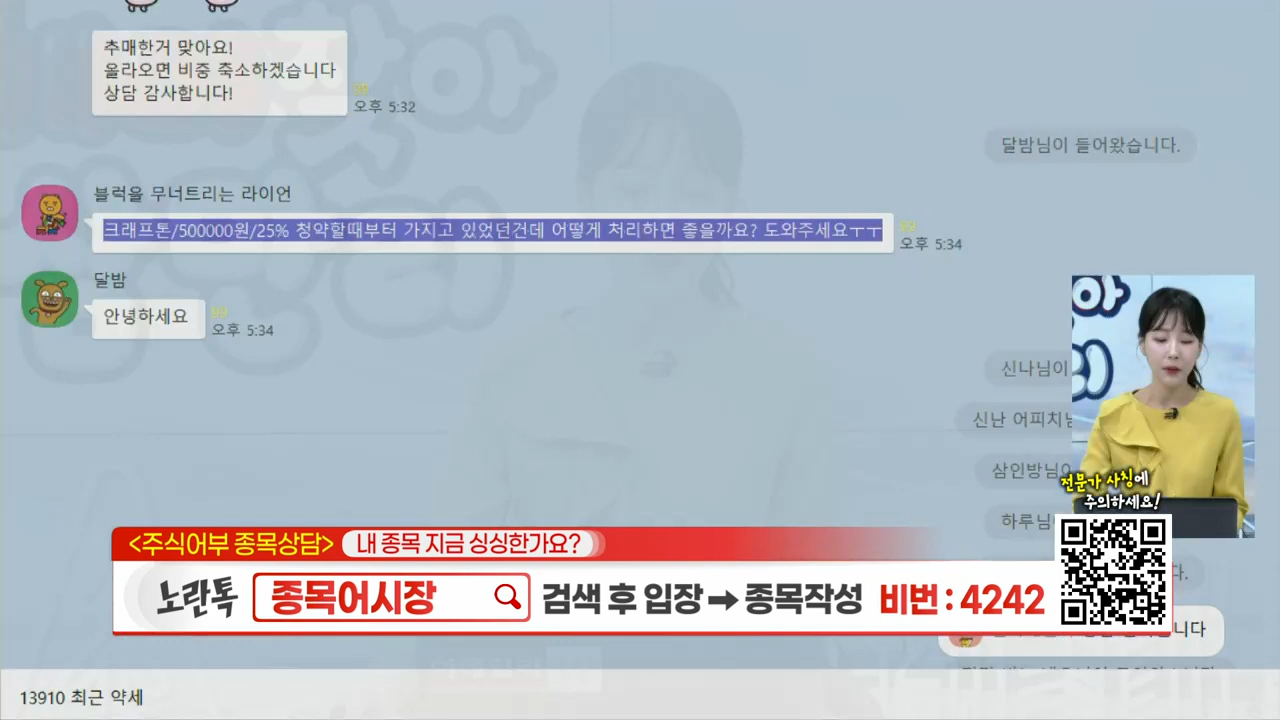 추매한거 맞아요!
올라오면 비중 축소하겠습니다
상담 감사합니다!
오후 5:32
달밤님이 들어왔습니다.
블럭을 무너트리는 라이언
크래프톤/500000원/25% 청약할때부터 가지고 있었던건데 어떻게 처리하면 좋을까요? 도와주세요ㅜㅜ
오후 5:34
달밤
안녕하세요
오후 5:34
신나님이
신난 어피치님
삼인방님이
하루님
전문가 사칭에
주의하세요!
<주식어부 종목상담> 내 종목 지금 싱싱한가요?
노란톡 종목어시장 검색 후 입장 ➡ 종목작성 비번 : 4242
13910 최근 약세